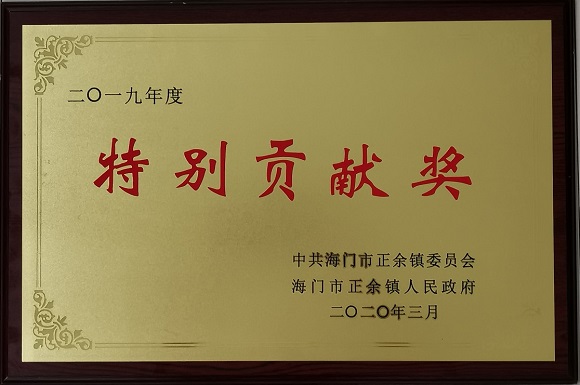 二〇一九年度
特别贡献奖
中共海门市正余镇委员会
海门市正余镇人民政府
二〇二〇年三月